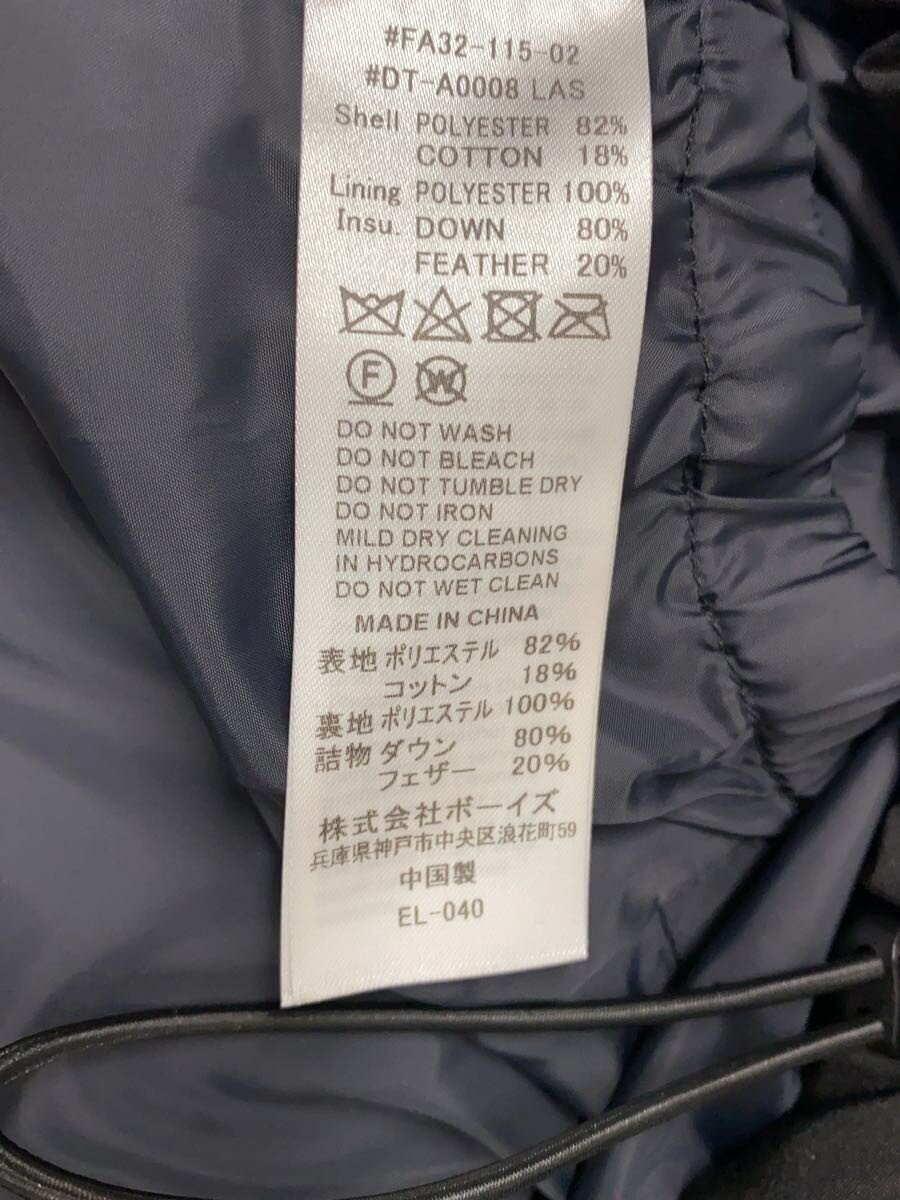 #FA32-115-02
#DT-A0008 LAS
Shell POLYESTER 82%
COTTON 18%
Lining POLYESTER 100%
Insu. DOWN 80%
FEATHER 20%
F W
DO NOT WASH
DO NOT BLEACH
DO NOT TUMBLE DRY
DO NOT IRON
MILD DRY CLEANING
IN HYDROCARBONS
DO NOT WET CLEAN
MADE IN CHINA
表地 ポリエステル 82%
コットン 18%
裏地 ポリエステル 100%
詰物 ダウン 80%
フェザー 20%
株式会社ボーイズ
兵庫県神戸市中央区浪花町59
中国製
EL-040